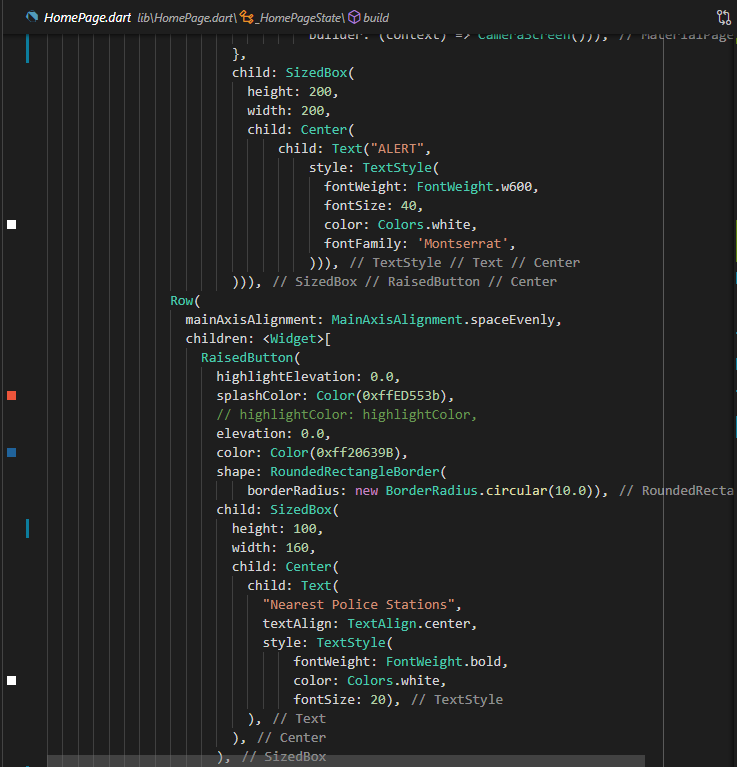 HomePage.dart lib\HomePage.dart\_HomePageState\build
builder: (context) => CameraScreen())), // MaterialPage
},
child: SizedBox(
height: 200,
width: 200,
child: Center(
child: Text("ALERT",
style: TextStyle(
fontWeight: FontWeight.w600,
fontSize: 40,
color: Colors.white,
fontFamily: 'Montserrat',
))), // TextStyle // Text // Center
))), // SizedBox // RaisedButton // Center
Row(
mainAxisAlignment: MainAxisAlignment.spaceEvenly,
children: <Widget>[
RaisedButton(
highlightElevation: 0.0,
splashColor: Color(0xffED553b),
// highlightColor: highlightColor,
elevation: 0.0,
color: Color(0xff20639B),
shape: RoundedRectangleBorder(
borderRadius: new BorderRadius.circular(10.0)), // RoundedRecta
child: SizedBox(
height: 100,
width: 160,
child: Center(
child: Text(
"Nearest Police Stations",
textAlign: TextAlign.center,
style: TextStyle(
fontWeight: FontWeight.bold,
color: Colors.white,
fontSize: 20), // TextStyle
), // Text
), // Center
), // SizedBox